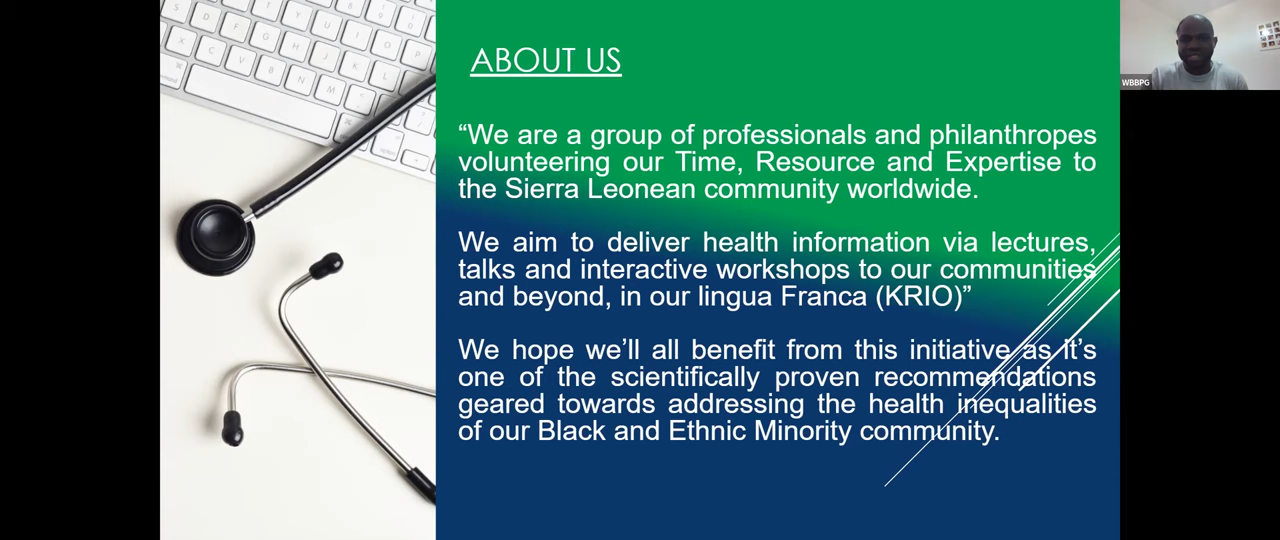 ABOUT US
WBBPG
“We are a group of professionals and philanthropes
volunteering our Time, Resource and Expertise to
the Sierra Leonean community worldwide.
We aim to deliver health information via lectures,
talks and interactive workshops to our communities
and beyond, in our lingua Franca (KRIO)”
We hope we’ll all benefit from this initiative as it’s
one of the scientifically proven recommendations
geared towards addressing the health inequalities
of our Black and Ethnic Minority community.